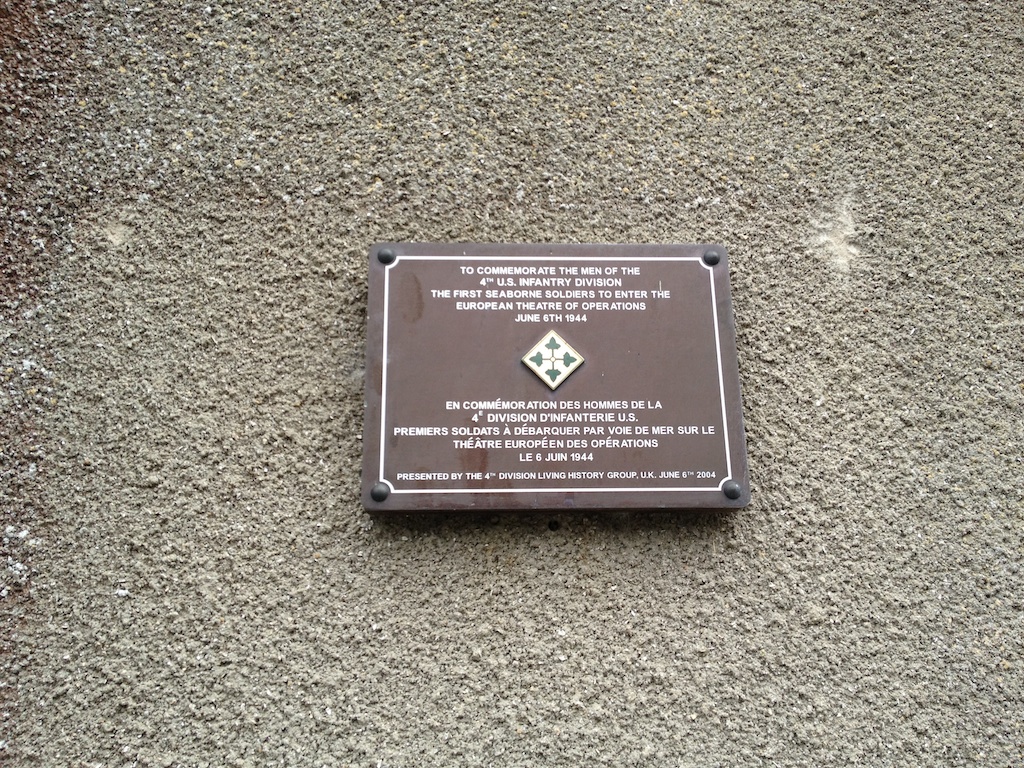 TO COMMEMORATE THE MEN OF THE
4TH U.S. INFANTRY DIVISION
THE FIRST SEABORNE SOLDIERS TO ENTER THE
EUROPEAN THEATRE OF OPERATIONS
JUNE 6TH 1944
EN COMMÉMORATION DES HOMMES DE LA
4E DIVISION D'INFANTERIE U.S.
PREMIERS SOLDATS À DÉBARQUER PAR VOIE DE MER SUR LE
THÉÂTRE EUROPÉEN DES OPÉRATIONS
LE 6 JUIN 1944
PRESENTED BY THE 4TH DIVISION LIVING HISTORY GROUP, U.K. JUNE 6TH 2004